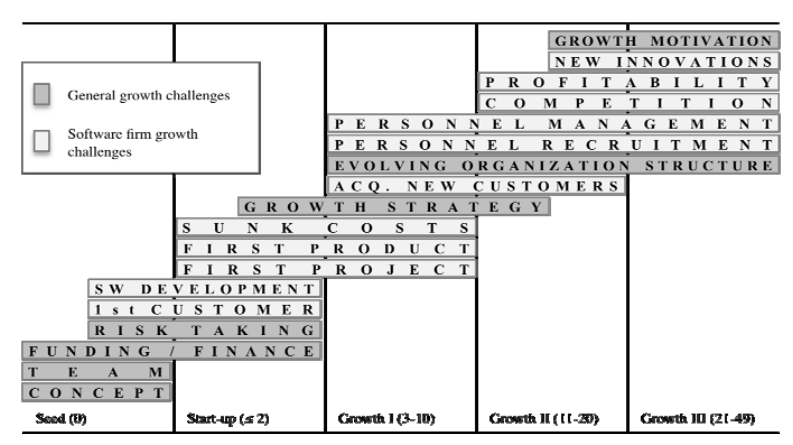 GROWTH MOTIVATION
NEW INNOVATIONS
PROFITABILITY
COMPETITION
General growth challenges
Software firm growth
challenges
PERSONNEL MANAGEMENT
PERSONNEL RECRUITMENT
EVOLVING ORGANIZATION STRUCTURE
ACQ. NEW CUSTOMERS
GROWTH STRATEGY
SUNK COSTS
FIRST PRODUCT
FIRST PROJECT
SW DEVELOPMENT
1st CUSTOMER
RISK TAKING
FUNDING / FINANCE
TEAM
CONCEPT
Seed (0) Start-up (≤ 2) Growth I (3-10) Growth II (11-20) Growth III (21-49)